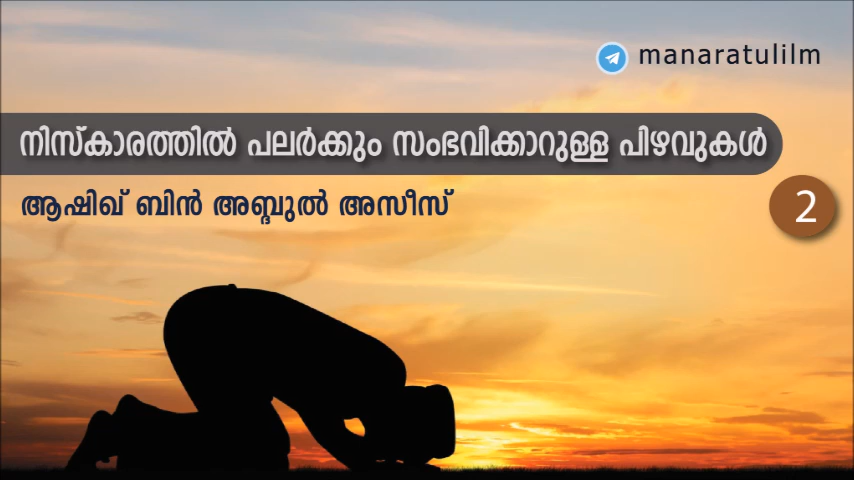 manaratulilm
നിസ്കാരത്തിൽ പലർക്കും സംഭവിക്കാറുള്ള പിഴവുകൾ
ആഷിഖ് ബിൻ അബ്ദുൽ അസീസ്
2